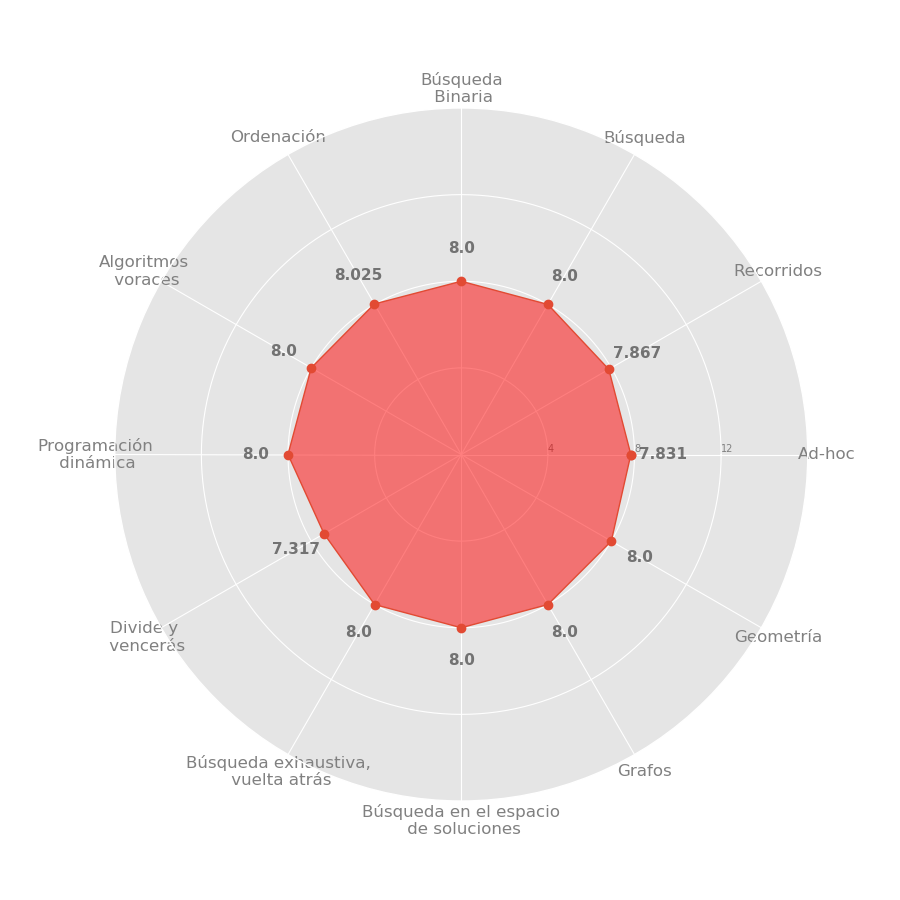 Búsqueda
Binaria
Ordenación
Búsqueda
8.0
Algoritmos
voraces
8.025
8.0
Recorridos
8.0
7.867
Programación
dinámica
8.0
4
8
7.831
12
Ad-hoc
7.317
8.0
Divide y
vencerás
8.0
8.0
8.0
Geometría
Búsqueda exhaustiva,
vuelta atrás
Grafos
Búsqueda en el espacio
de soluciones